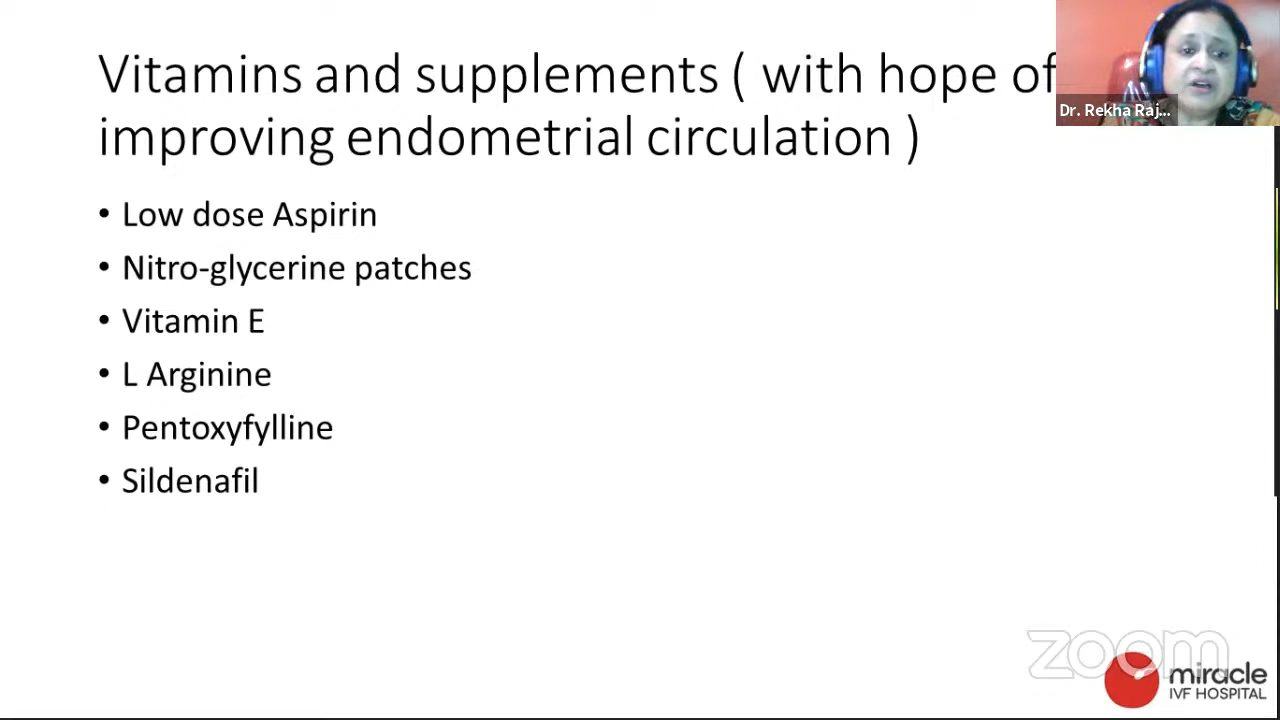 Vitamins and supplements ( with hope of
improving endometrial circulation )
Dr. Rekha Raj...
• Low dose Aspirin
• Nitro-glycerine patches
• Vitamin E
• L Arginine
• Pentoxyfylline
• Sildenafil
zoom
miracle
IVF HOSPITAL